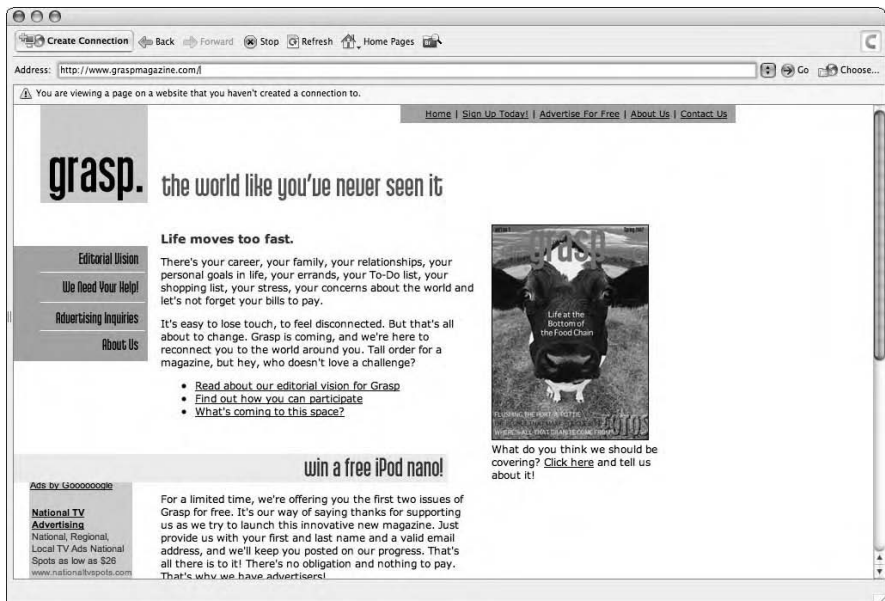 Create Connection Back Forward Stop Refresh Home Pages
Address: http://www.graspmagazine.com/ Go Choose...
You are viewing a page on a website that you haven't created a connection to.
Home | Sign Up Today! | Advertise For Free | About Us | Contact Us
grasp. the world like you've never seen it
Editorial Vision
We Need Your Help!
Advertising Inquiries
About Us
Life moves too fast.
There's your career, your family, your relationships, your
personal goals in life, your errands, your To-Do list, your
shopping list, your stress, your concerns about the world and
let's not forget your bills to pay.
It's easy to lose touch, to feel disconnected. But that's all
about to change. Grasp is coming, and we're here to
reconnect you to the world around you. Tall order for a
magazine, but hey, who doesn't love a challenge?
• Read about our editorial vision for Grasp
• Find out how you can participate
• What's coming to this space?
grasp
Life at the
Bottom of
the Food Chain
What do you think we should be
covering? Click here and tell us
about it!
win a free iPod nano!
Ads by Goooooogle
National TV
Advertising
National, Regional,
Local TV Ads National
Spots as low as $26
www.nationaltvspots.com
For a limited time, we're offering you the first two issues of
Grasp for free. It's our way of saying thanks for supporting
us as we try to launch this innovative new magazine. Just
provide us with your first and last name and a valid email
address, and we'll keep you posted on our progress. That's
all there is to it! There's no obligation and nothing to pay.
That's why we have advertisers!